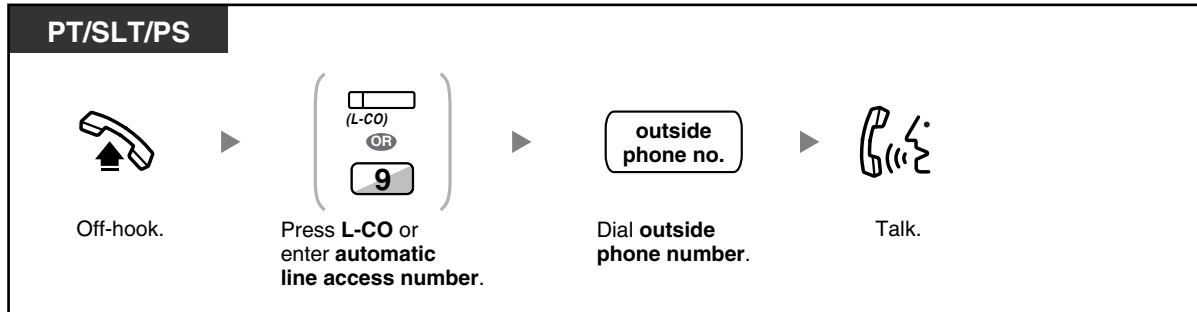 PT/SLT/PS
(L-CO)
OR
9
outside
phone no.
Off-hook.
Press L-CO or
enter automatic
line access number.
Dial outside
phone number.
Talk.